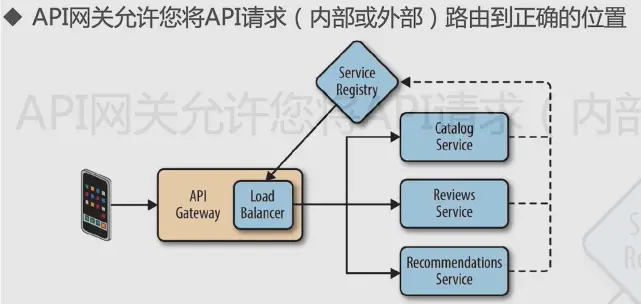 ◆ API网关允许您将API请求（内部或外部）路由到正确的位置
Service
Registry
API网关允许您将API请求（内部
Catalog
Service
API
Gateway
Load
Balancer
Reviews
Service
Recommendations
Service